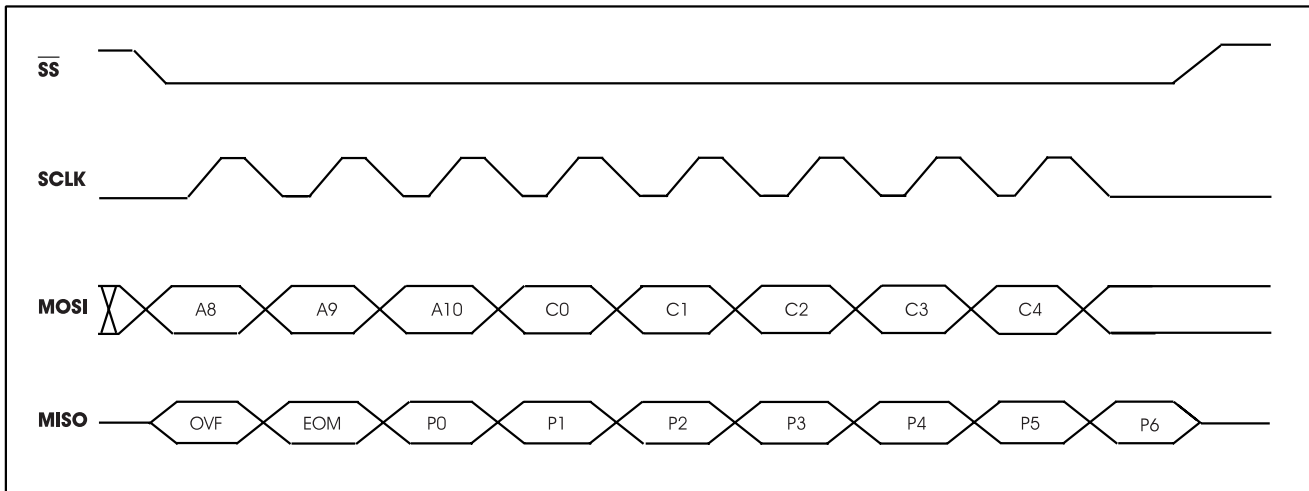 SS
SCLK
MOSI A8 A9 A10 C0 C1 C2 C3 C4
MISO OVF EOM P0 P1 P2 P3 P4 P5 P6